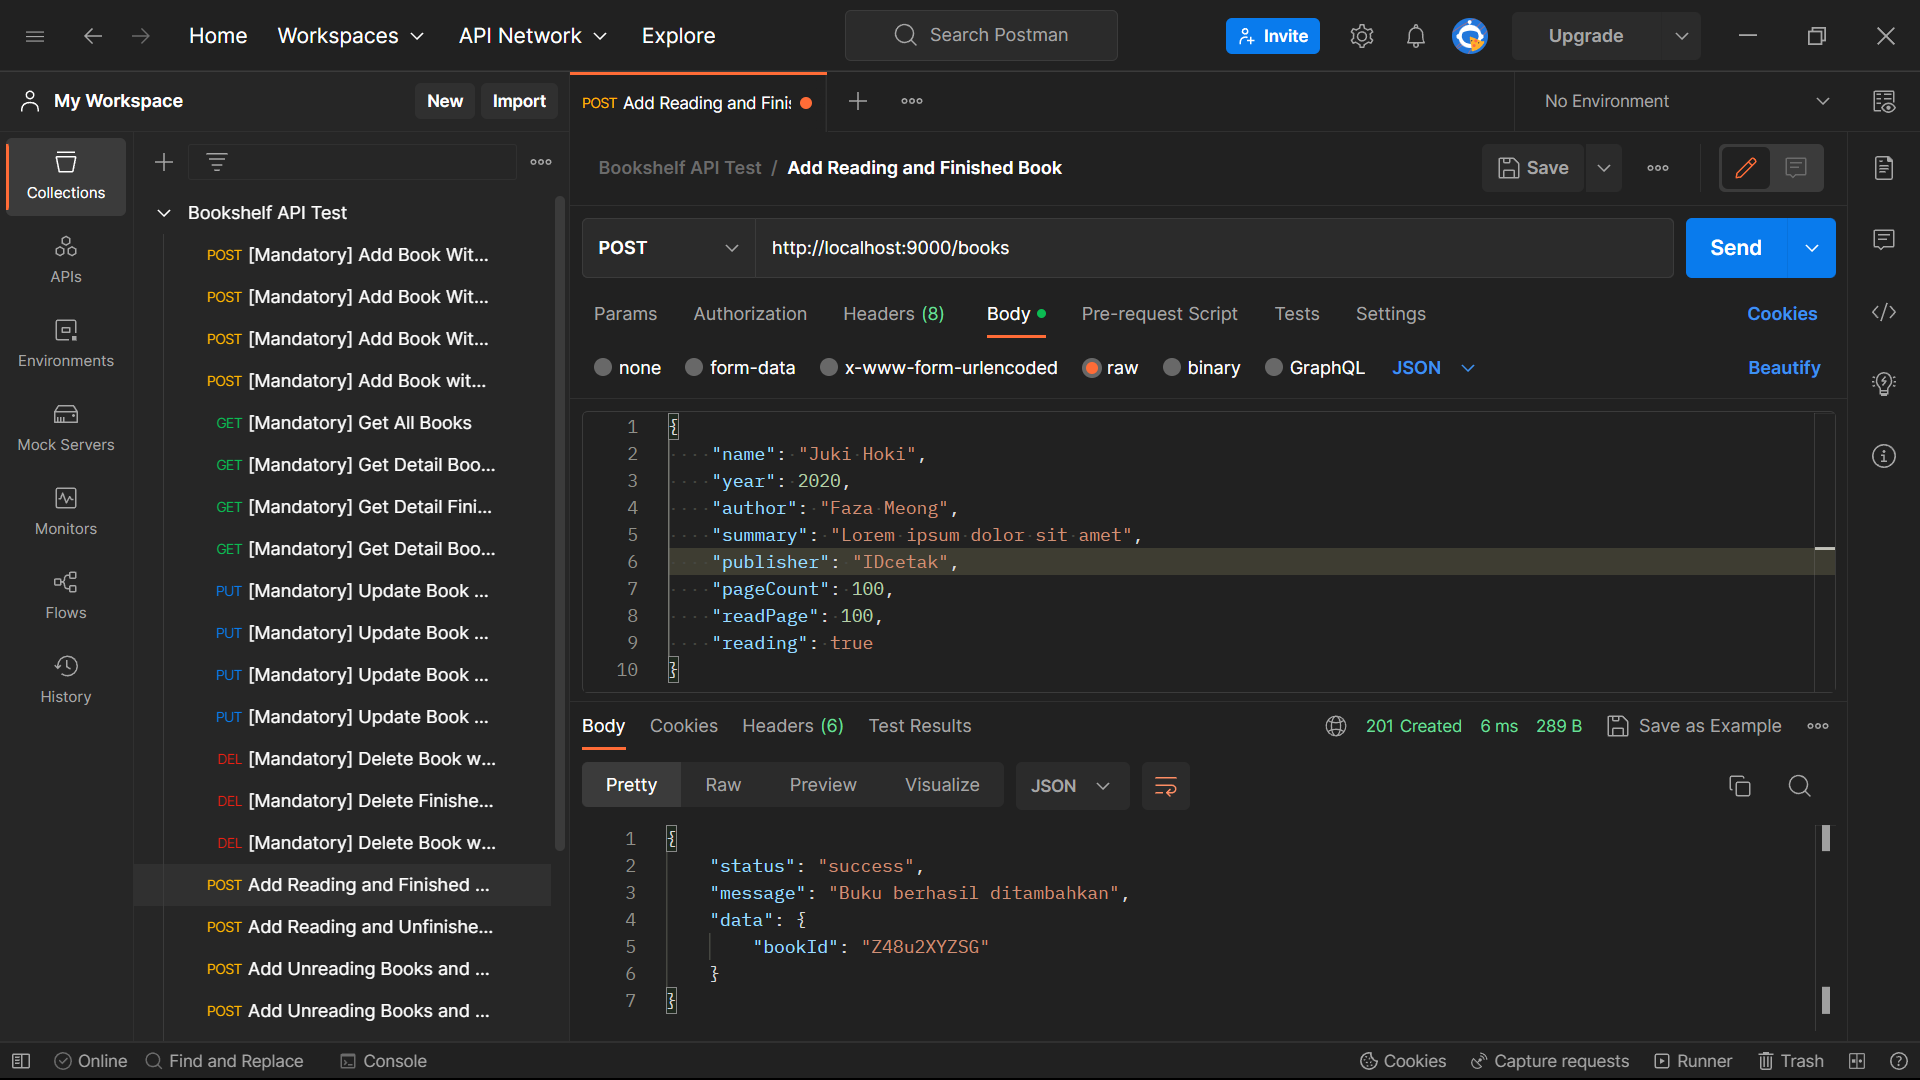 Home Workspaces API Network Explore Search Postman Invite Upgrade
My Workspace New Import POST Add Reading and Finis No Environment
Collections
APIs
Environments
Mock Servers
Monitors
Flows
History
Bookshelf API Test
POST [Mandatory] Add Book Wit...
POST [Mandatory] Add Book Wit...
POST [Mandatory] Add Book Wit...
POST [Mandatory] Add Book wit...
GET [Mandatory] Get All Books
GET [Mandatory] Get Detail Boo...
GET [Mandatory] Get Detail Fini...
GET [Mandatory] Get Detail Boo...
PUT [Mandatory] Update Book ...
PUT [Mandatory] Update Book ...
PUT [Mandatory] Update Book ...
PUT [Mandatory] Update Book ...
DEL [Mandatory] Delete Book w...
DEL [Mandatory] Delete Finishe...
DEL [Mandatory] Delete Book w...
POST Add Reading and Finished ...
POST Add Reading and Unfinishe...
POST Add Unreading Books and ...
POST Add Unreading Books and ...
Bookshelf API Test / Add Reading and Finished Book Save
POST http://localhost:9000/books Send
Params Authorization Headers (8) Body Pre-request Script Tests Settings Cookies
none form-data x-www-form-urlencoded raw binary GraphQL JSON Beautify
1 {
2 "name": "Juki Hoki",
3 "year": 2020,
4 "author": "Faza Meong",
5 "summary": "Lorem ipsum dolor sit amet",
6 "publisher": "IDcetak",
7 "pageCount": 100,
8 "readPage": 100,
9 "reading": true
10 }
Body Cookies Headers (6) Test Results 201 Created 6 ms 289 B Save as Example
Pretty Raw Preview Visualize JSON
1 {
2 "status": "success",
3 "message": "Buku berhasil ditambahkan",
4 "data": {
5 "bookId": "Z48u2XYZSG"
6 }
7 }
Online Find and Replace Console Cookies Capture requests Runner Trash